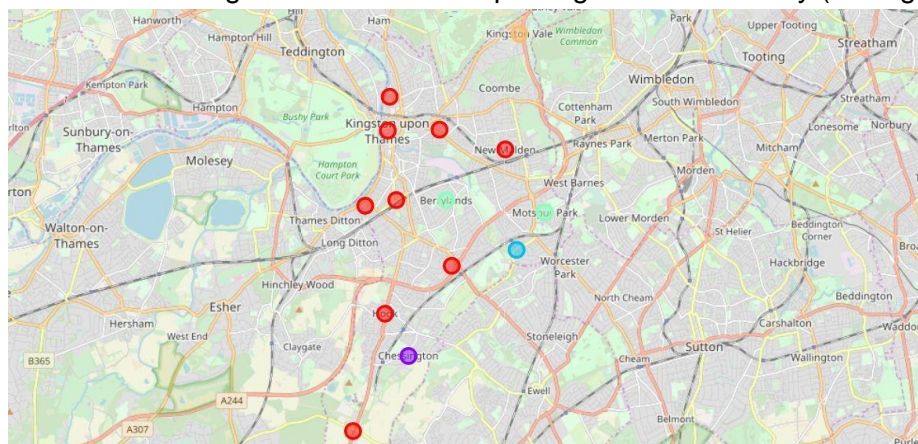 Hanworth
Hill
Ham
Kingston Vale
Wimbledon
Common
Park
Upper Tooting
Hampton Hill
Teddington
Streatham
Tooting
Kempton Park
Wimbledon
Coombe
Hampton
Bushy Park
Cottenham
Park
South Wimbledon
Streatham
Sunbury-on-
Thames
Kingston upon
Thames
Lonesome
Norbury
Raynes Park
Merton Park
Molesey
New Malden
Mitcham
Hampton
Court Park
Morden
West Barnes
Berrylands
Motspur Park
Lower Morden
Thames Ditton
Walton-on-
Thames
St Helier
Beddington
Corner
Long Ditton
Worcester
Park
Hackbridge
Hinchley Wood
Beddington
North Cheam
Esher
Hook
Hersham
West End
Carshalton
Waddo
Stoneleigh
Claygate
Sutton
Chessington
B365
Cheam
Wallington
Ewell
A244
Belmont
A307
Purle